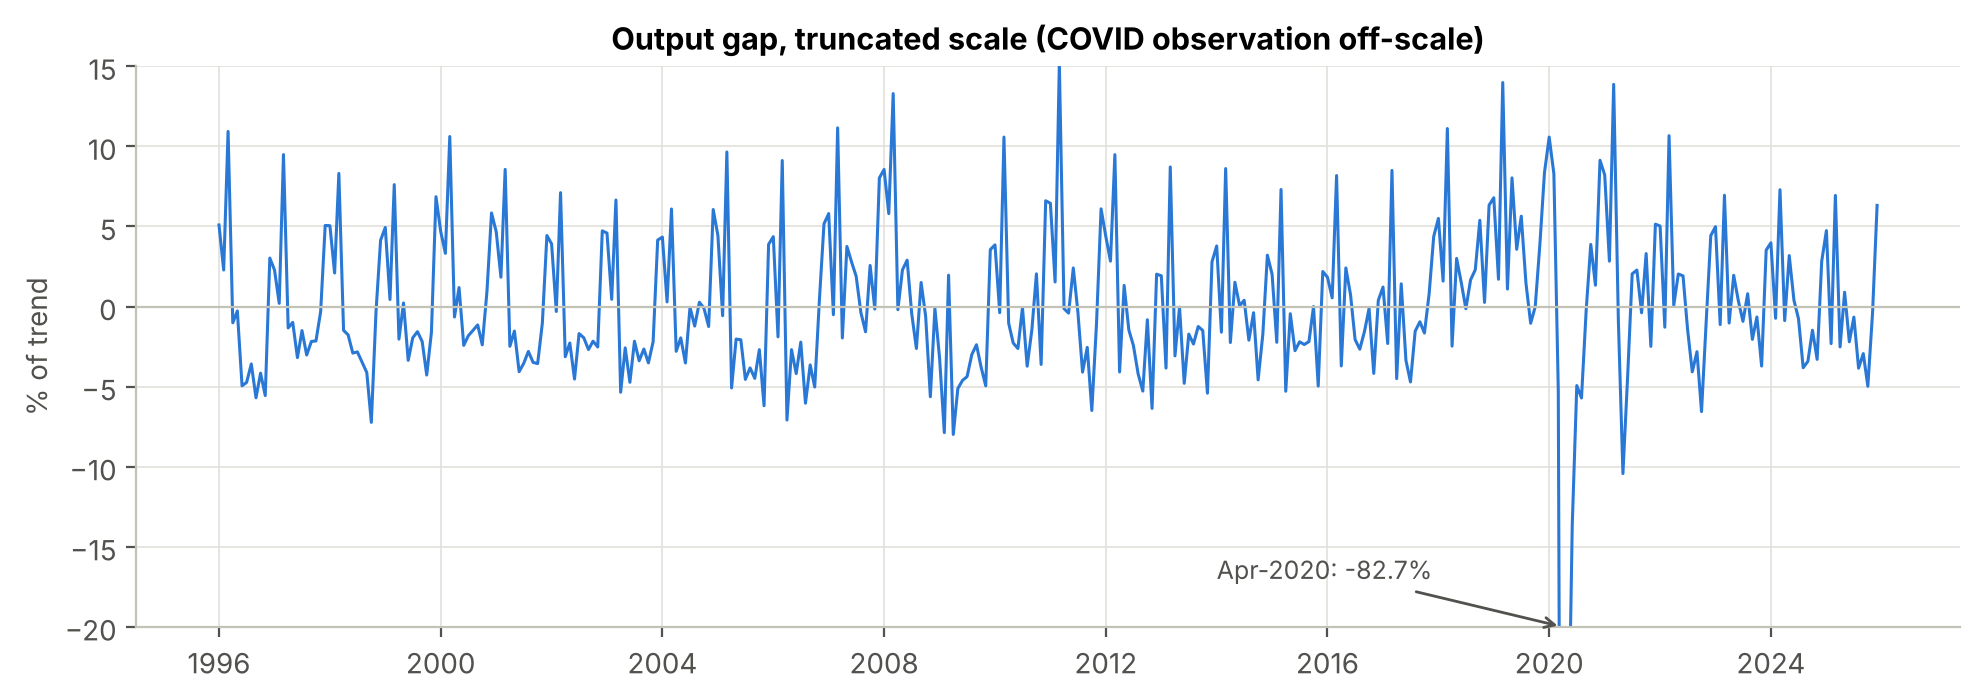 Output gap, truncated scale (COVID observation off-scale)
% of trend
15
10
5
0
−5
−10
−15
−20
Apr-2020: -82.7%
1996 2000 2004 2008 2012 2016 2020 2024